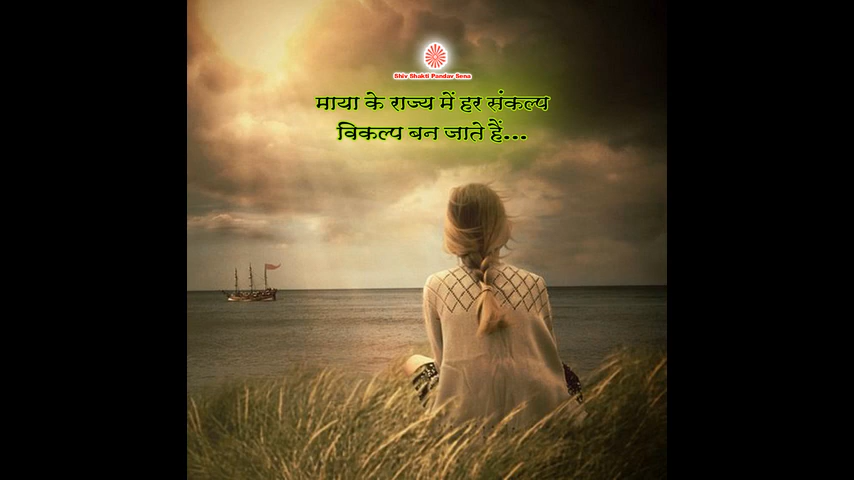 Shiv Shakti Pandav Sena
माया के राज्य में हर संकल्प
विकल्प बन जाते हैं...